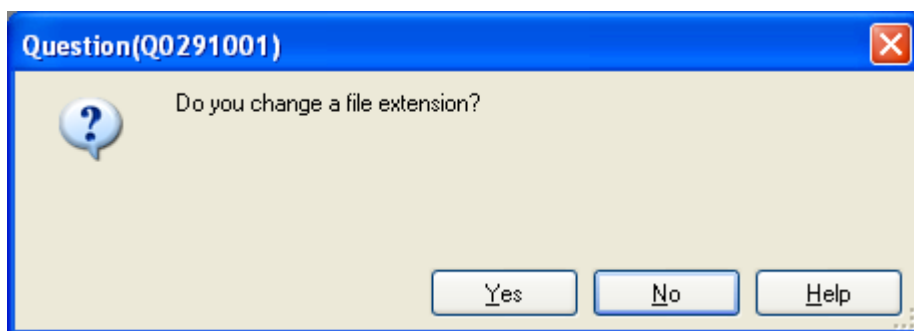 Question(Q0291001)
Do you change a file extension?
Yes No Help